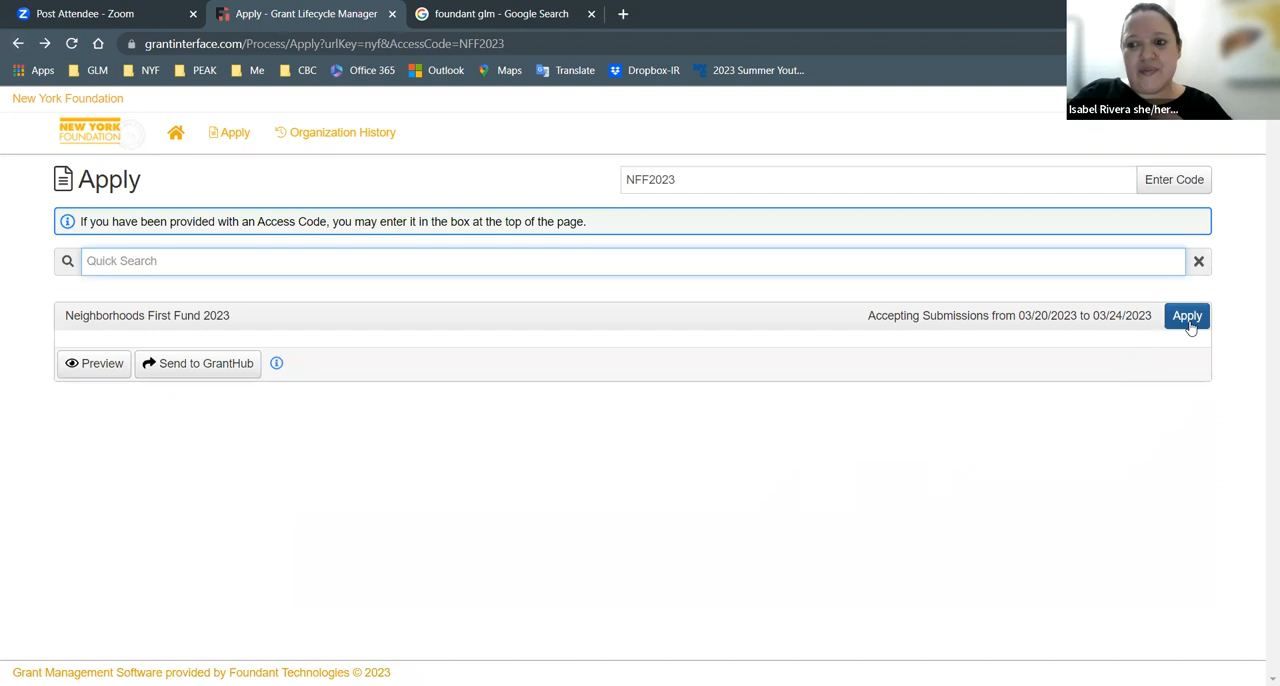 Post Attendee - Zoom
Apply - Grant Lifecycle Manager
foundant glm - Google Search
grantinterface.com/Process/Apply?urlKey=nyf&AccessCode=NFF2023
Apps GLM NYF PEAK Me CBC Office 365 Outlook Maps Translate Dropbox-IR 2023 Summer Yout...
Isabel Rivera she/her...
New York Foundation
NEW YORK
FOUNDATION
Apply
Organization History
Apply
NFF2023
Enter Code
If you have been provided with an Access Code, you may enter it in the box at the top of the page.
Quick Search
Neighborhoods First Fund 2023
Accepting Submissions from 03/20/2023 to 03/24/2023
Apply
Preview
Send to GrantHub
Grant Management Software provided by Foundant Technologies © 2023